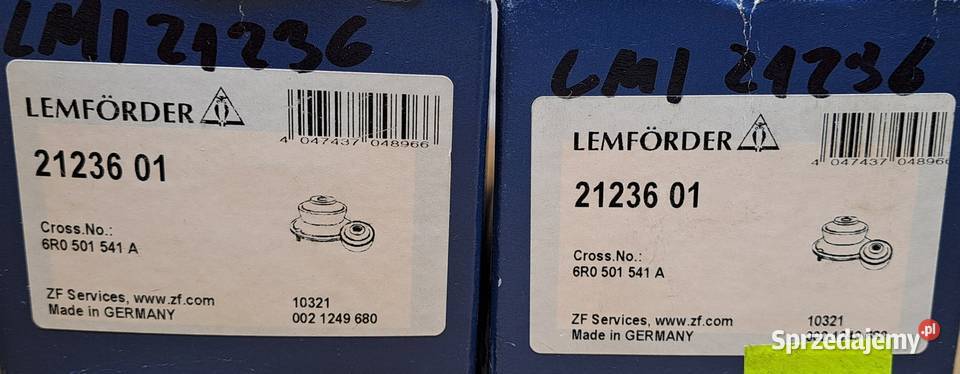 LMI 21236
LEMFÖRDER
4 047437 048966
21236 01
Cross.No.:
6R0 501 541 A
ZF Services, www.zf.com
Made in GERMANY
10321
002 1249 680
LMI 21236
LEMFÖRDER
4 047437 048966
21236 01
Cross.No.:
6R0 501 541 A
ZF Services, www.zf.com
Made in GERMANY
10321
Sprzedajemy.pl